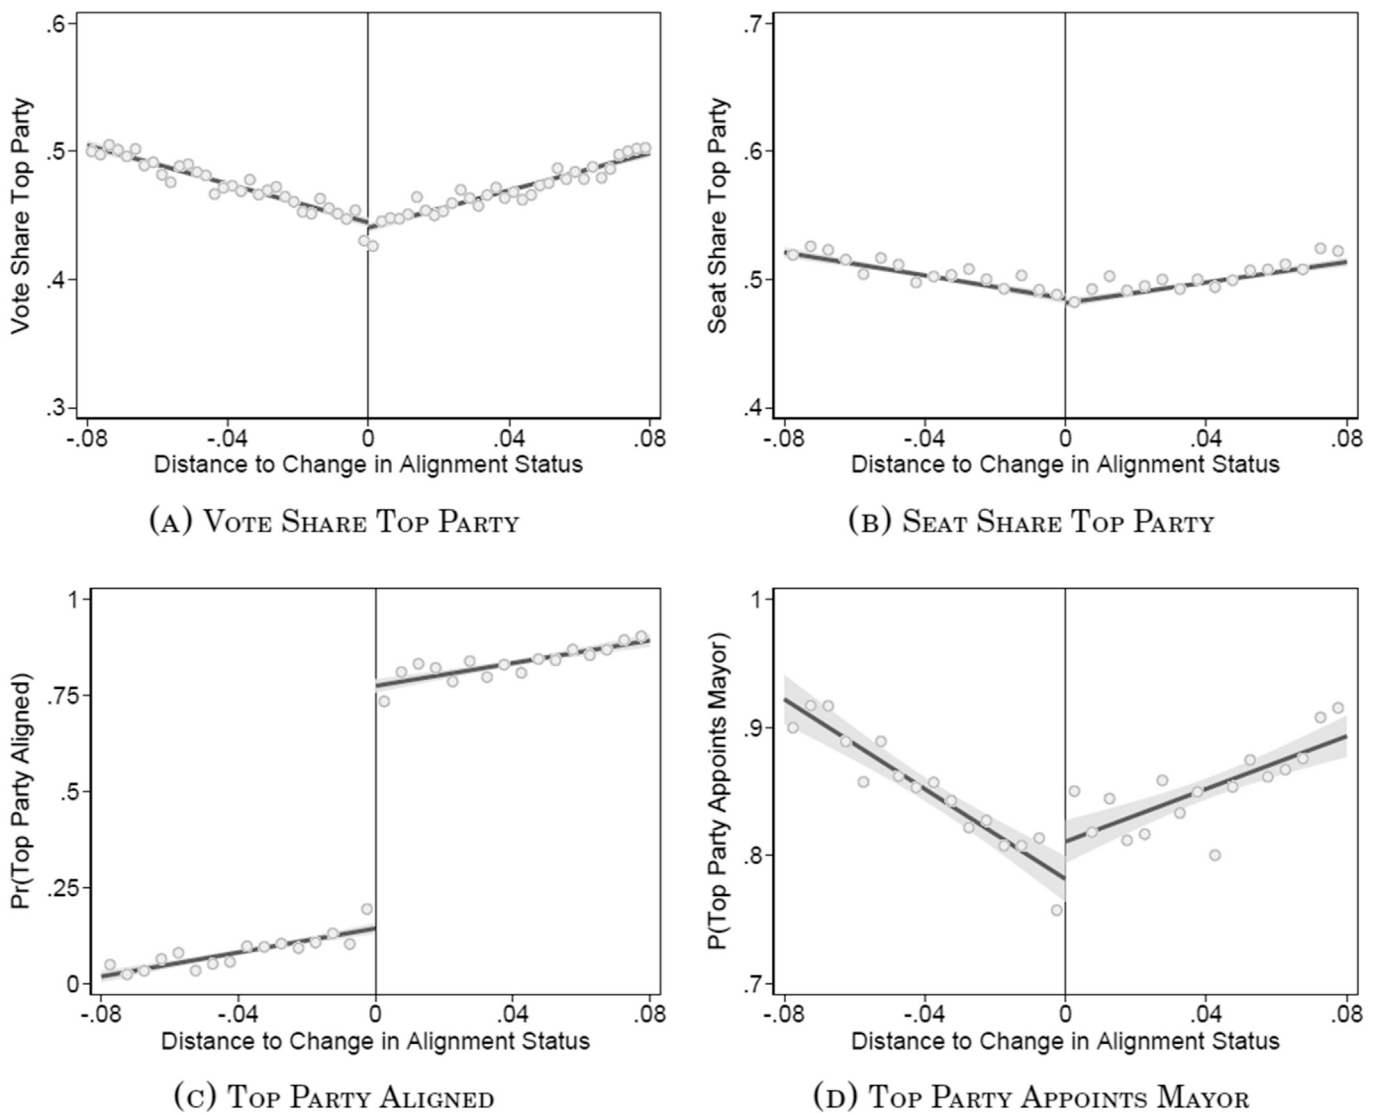 .6
.5
.4
.3
Vote Share Top Party
-.08 -.04 0 .04 .08
Distance to Change in Alignment Status
(A) Vote Share Top Party
.7
.6
.5
.4
Seat Share Top Party
-.08 -.04 0 .04 .08
Distance to Change in Alignment Status
(B) Seat Share Top Party
1
.75
.5
.25
0
Pr(Top Party Aligned)
-.08 -.04 0 .04 .08
Distance to Change in Alignment Status
(C) Top Party Aligned
1
.9
.8
.7
P(Top Party Appoints Mayor)
-.08 -.04 0 .04 .08
Distance to Change in Alignment Status
(D) Top Party Appoints Mayor